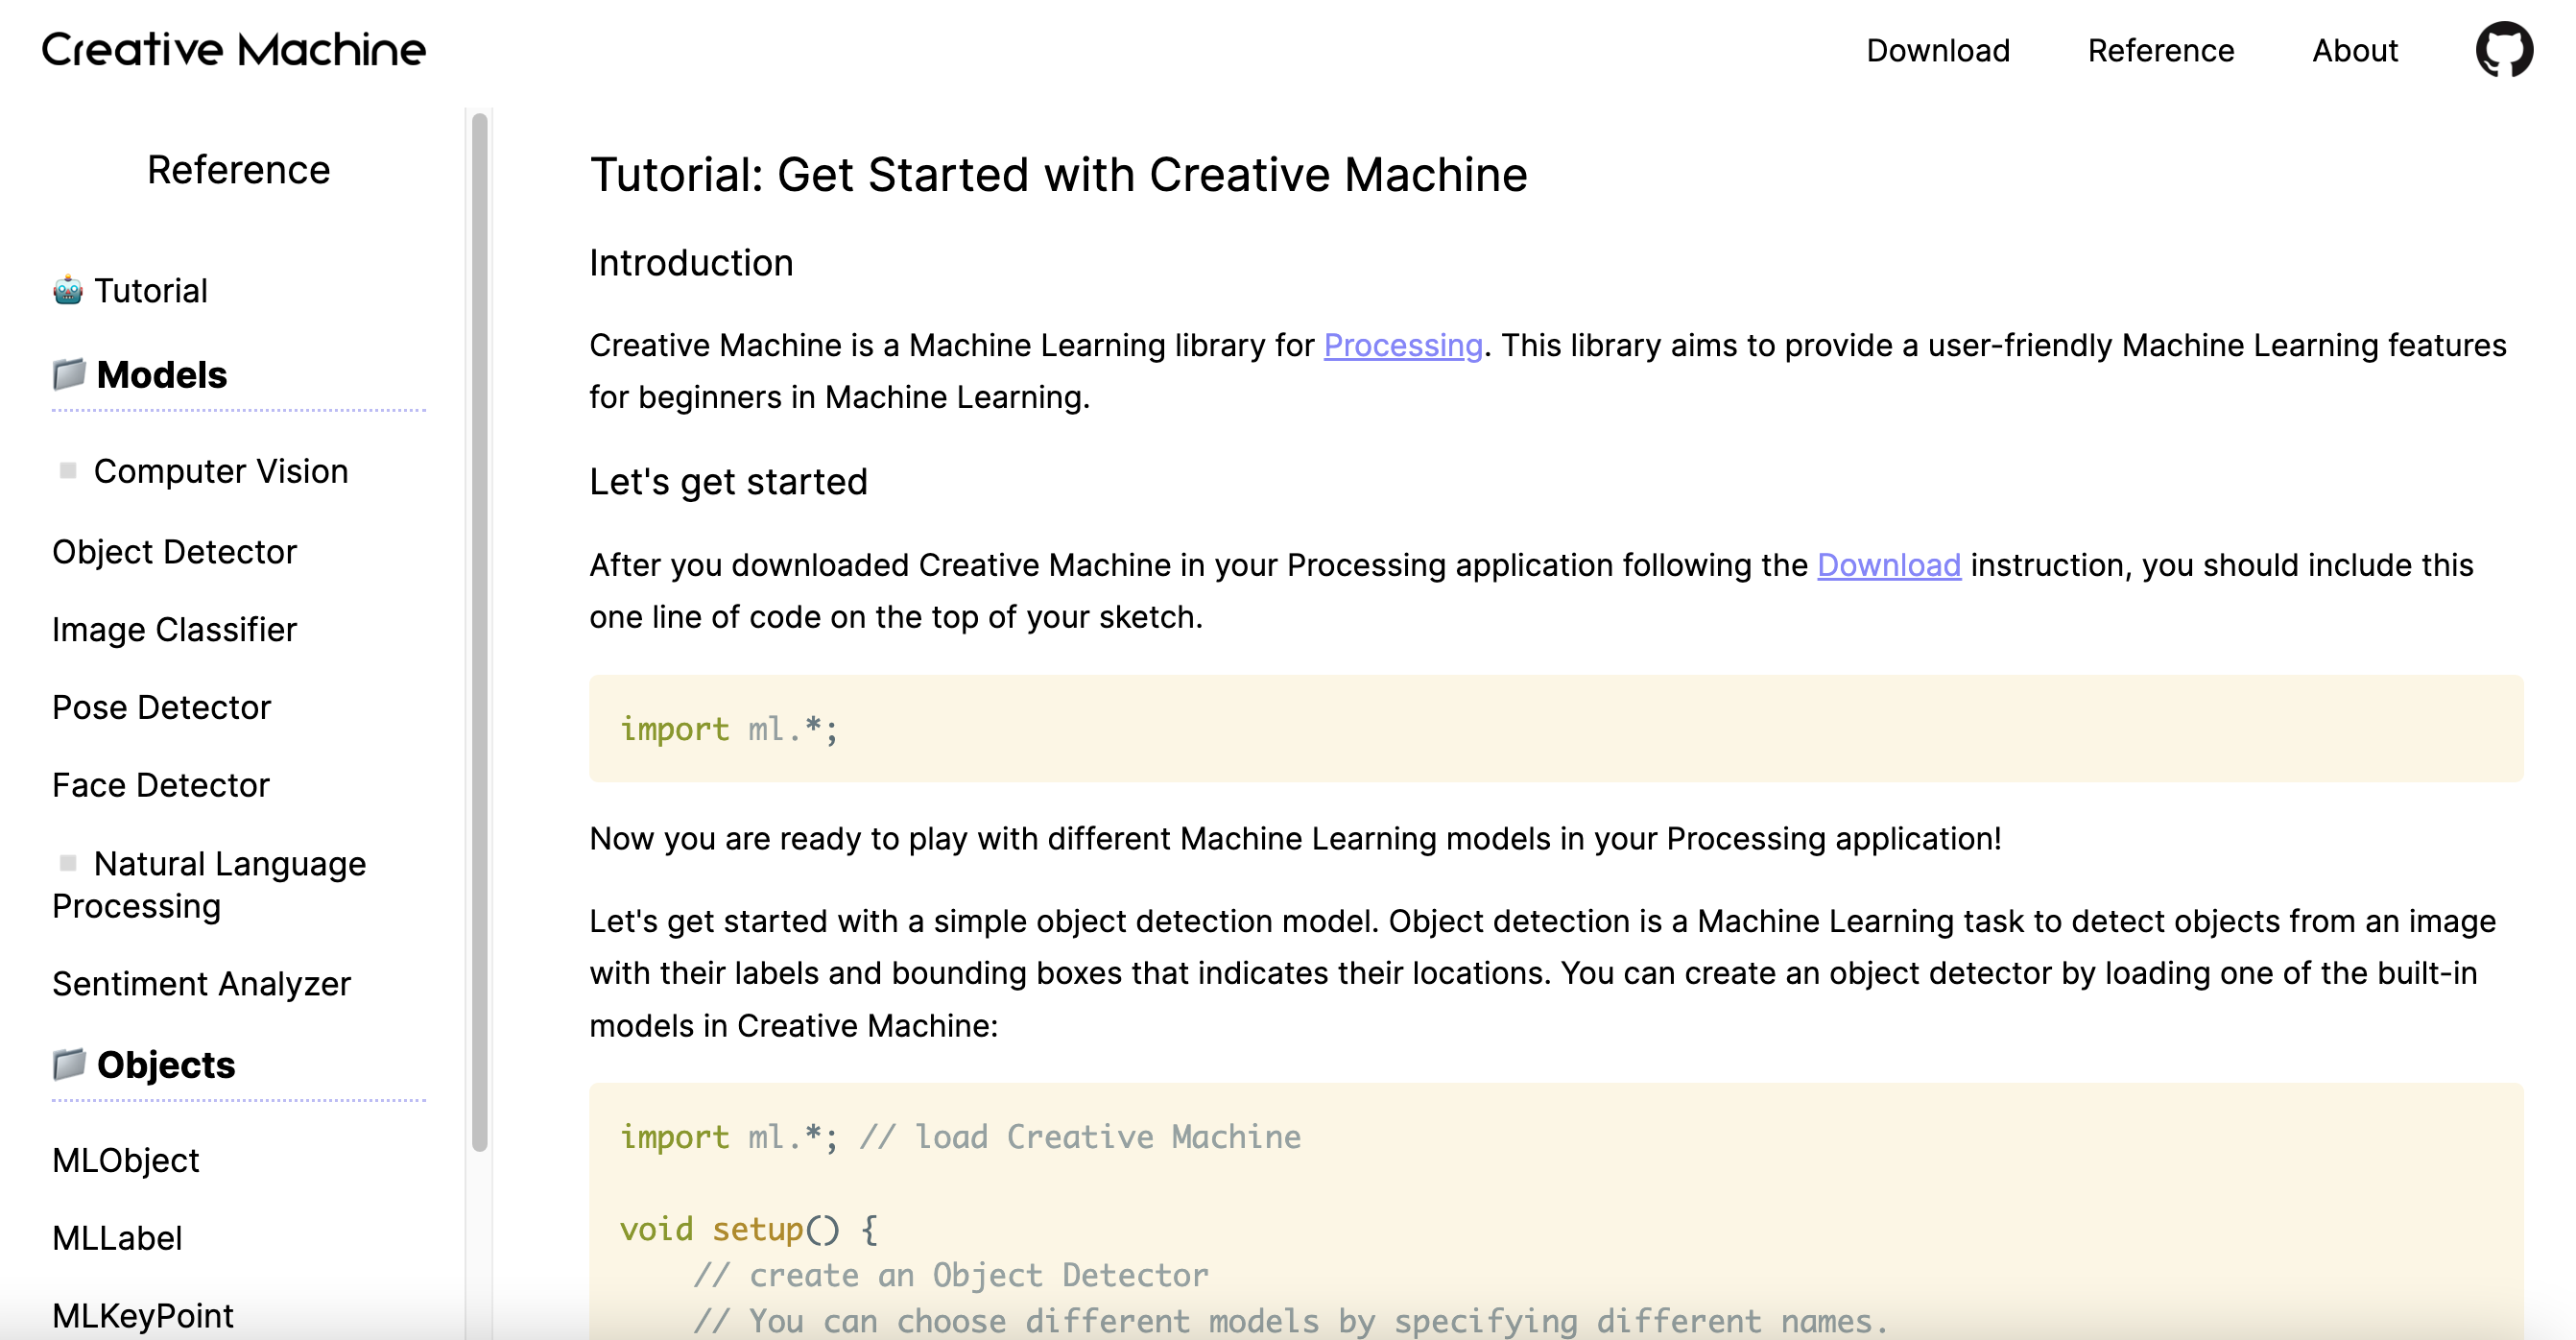 Creative Machine
Download
Reference
About
Reference
Tutorial
Models
Computer Vision
Object Detector
Image Classifier
Pose Detector
Face Detector
Natural Language
Processing
Sentiment Analyzer
Objects
MLObject
MLLabel
MLKeyPoint
Tutorial: Get Started with Creative Machine
Introduction
Creative Machine is a Machine Learning library for Processing. This library aims to provide a user-friendly Machine Learning features
for beginners in Machine Learning.
Let's get started
After you downloaded Creative Machine in your Processing application following the Download instruction, you should include this
one line of code on the top of your sketch.
import ml.*;
Now you are ready to play with different Machine Learning models in your Processing application!
Let's get started with a simple object detection model. Object detection is a Machine Learning task to detect objects from an image
with their labels and bounding boxes that indicates their locations. You can create an object detector by loading one of the built-in
models in Creative Machine:
import ml.*; // load Creative Machine
void setup() {
    // create an Object Detector
    // You can choose different models by specifying different names.